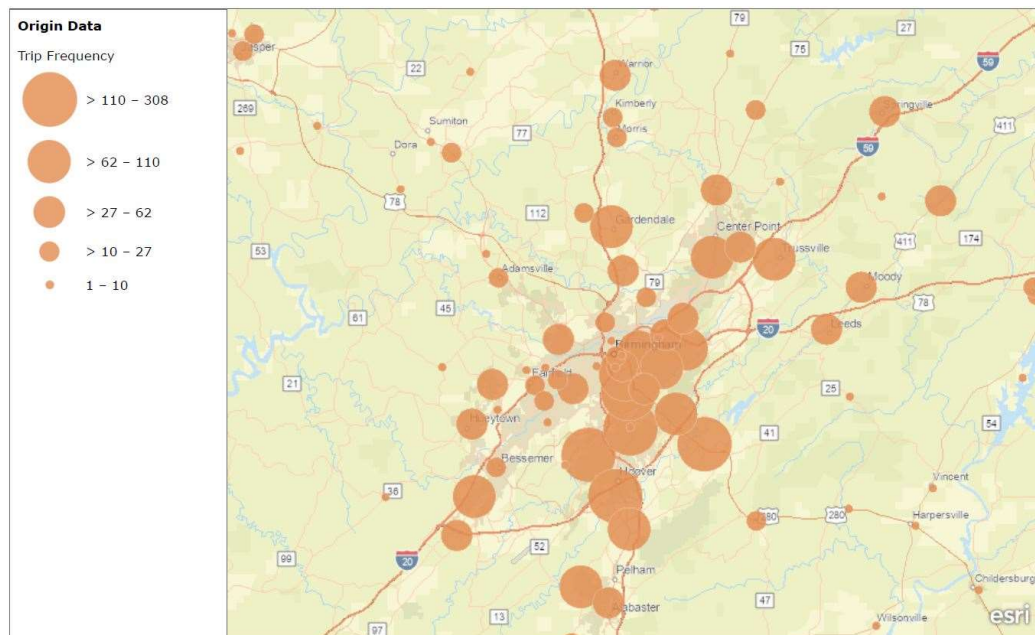 Origin Data
Trip Frequency
> 110 – 308
> 62 – 110
> 27 – 62
> 10 – 27
1 – 10
79
27
75
59
22
Warrior
269
Kimberly
Springville
411
Sumiton
Morris
77
Dora
59
78
112
Gardendale
Center Point
411
174
53
Adamsville
79
Moody
45
78
61
20
Leeds
Birmingham
Fairfield
21
25
54
41
Bessemer
Hoover
36
Vincent
280
280
Harpersville
52
99
20
Pelham
Childersburg
47
Alabaster
13
Wilsonville
97
esri